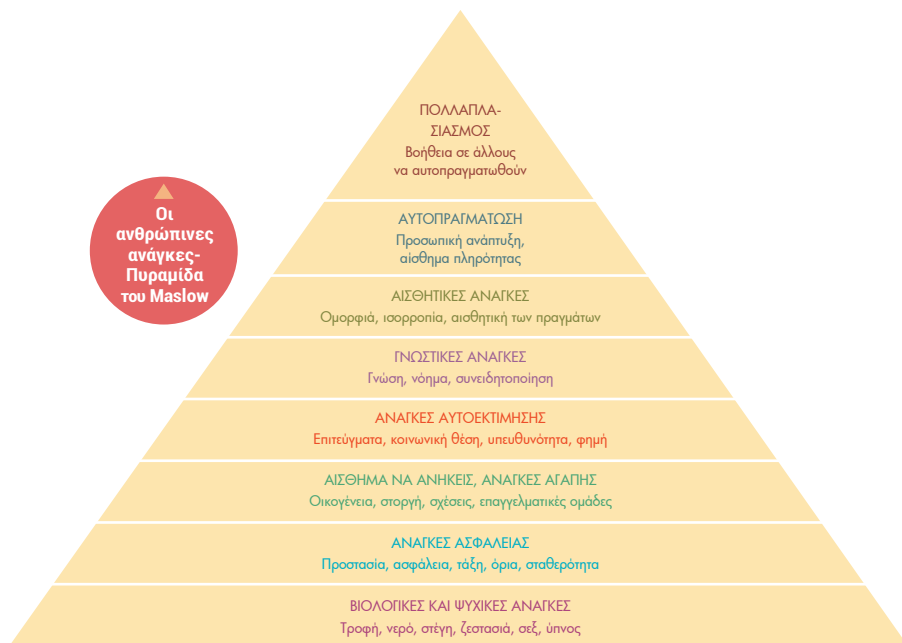 ΠΟΛΛΑΠΛΑ-
ΣΙΑΣΜΟΣ
Βοήθεια σε άλλους
να αυτοπραγματωθούν
Οι
ανθρώπινες
ανάγκες-
Πυραμίδα
του Maslow
ΑΥΤΟΠΡΑΓΜΑΤΩΣΗ
Προσωπική ανάπτυξη,
αίσθημα πληρότητας
ΑΙΣΘΗΤΙΚΕΣ ΑΝΑΓΚΕΣ
Ομορφιά, ισορροπία, αισθητική των πραγμάτων
ΓΝΩΣΤΙΚΕΣ ΑΝΑΓΚΕΣ
Γνώση, νόημα, συνειδητοποίηση
ΑΝΑΓΚΕΣ ΑΥΤΟΕΚΤΙΜΗΣΗΣ
Επιτεύγματα, κοινωνική θέση, υπευθυνότητα, φημή
ΑΙΣΘΗΜΑ ΝΑ ΑΝΗΚΕΙΣ, ΑΝΑΓΚΕΣ ΑΓΑΠΗΣ
Οικογένεια, στοργή, σχέσεις, επαγγελματικές ομάδες
ΑΝΑΓΚΕΣ ΑΣΦΑΛΕΙΑΣ
Προστασία, ασφάλεια, τάξη, όρια, σταθερότητα
ΒΙΟΛΟΓΙΚΕΣ ΚΑΙ ΨΥΧΙΚΕΣ ΑΝΑΓΚΕΣ
Τροφή, νερό, στέγη, ζεστασιά, σεξ, ύπνος